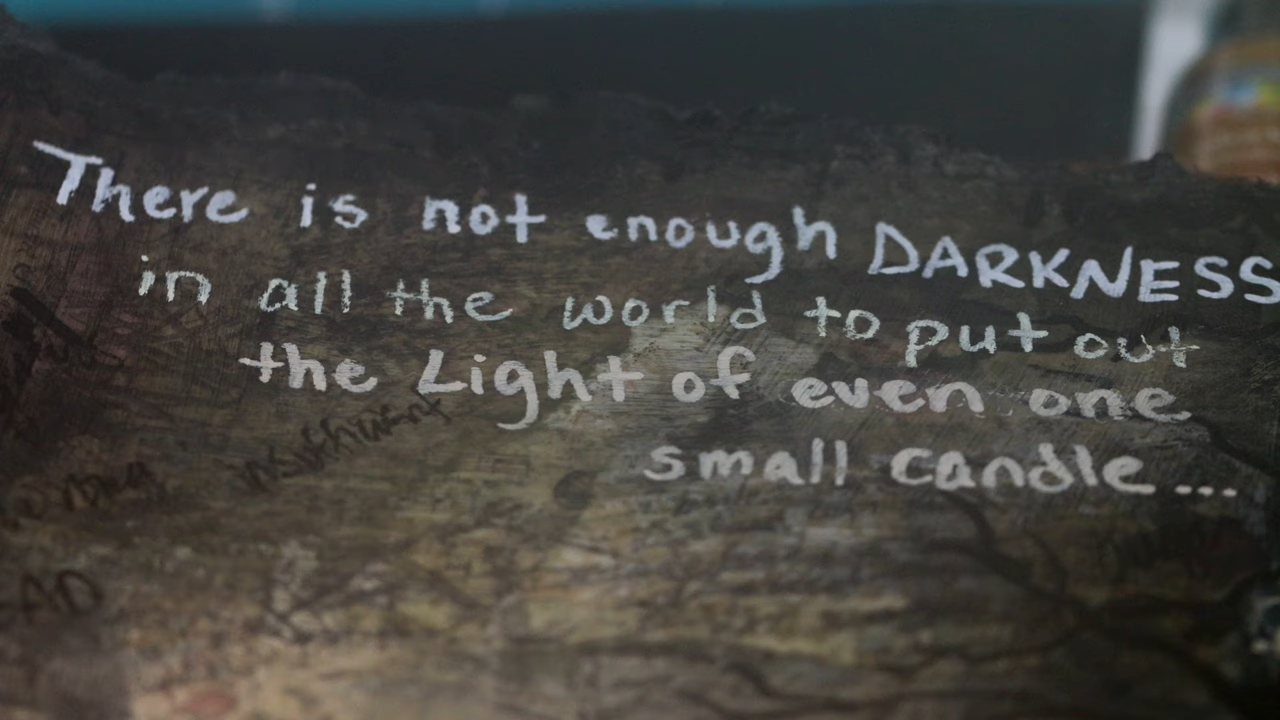 There is not enough DARKNESS
in all the world to put out
the Light of even one
small candle...